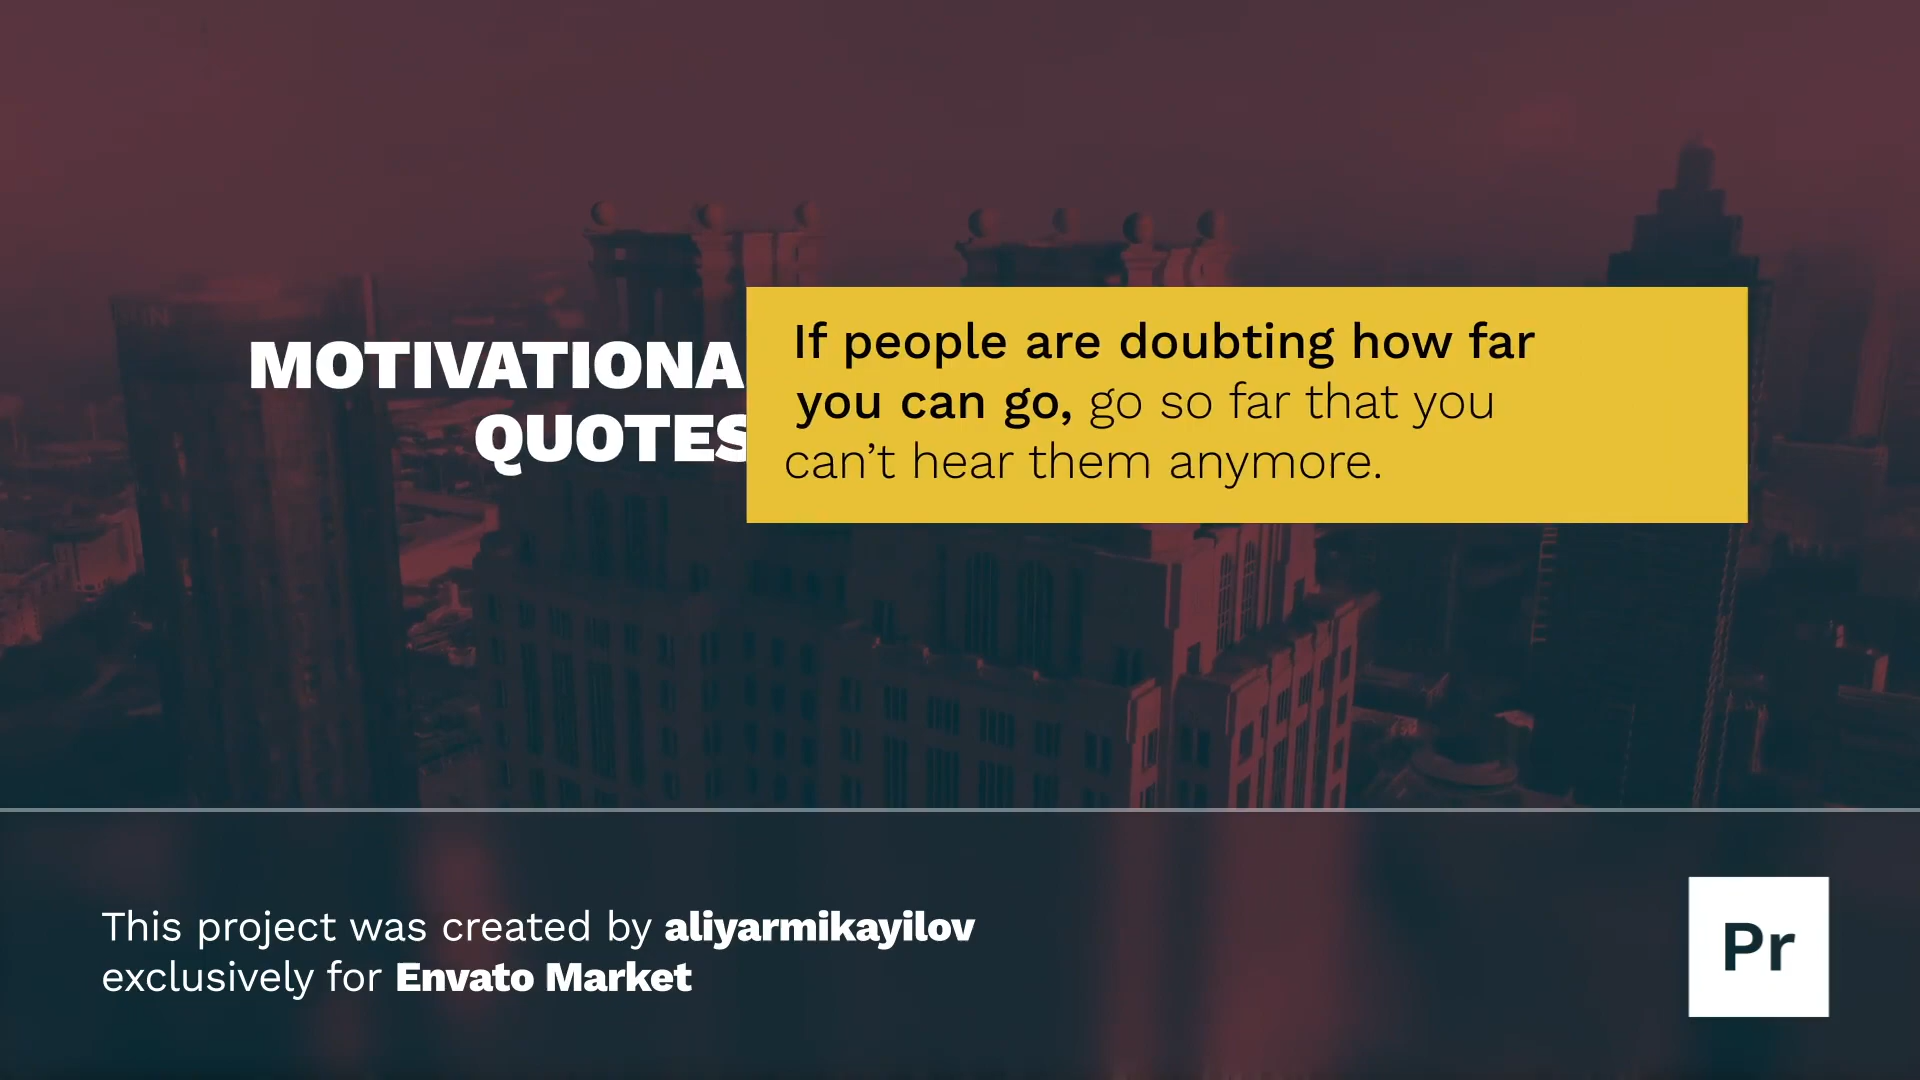 MOTIVATIONA
QUOTES
If people are doubting how far
you can go, go so far that you
can’t hear them anymore.
This project was created by aliyarmikayilov
exclusively for Envato Market
Pr